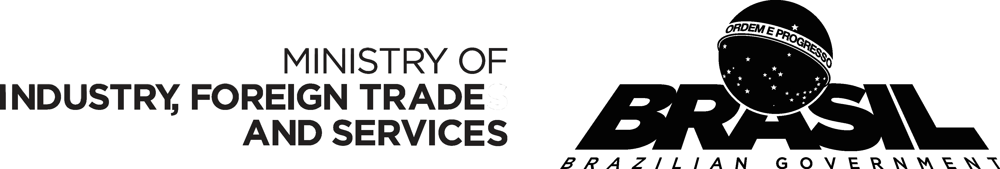 MINISTRY OF
INDUSTRY, FOREIGN TRADES
AND SERVICES
ORDEM E PROGRESSO
BRASIL
BRAZILIAN GOVERNMENT